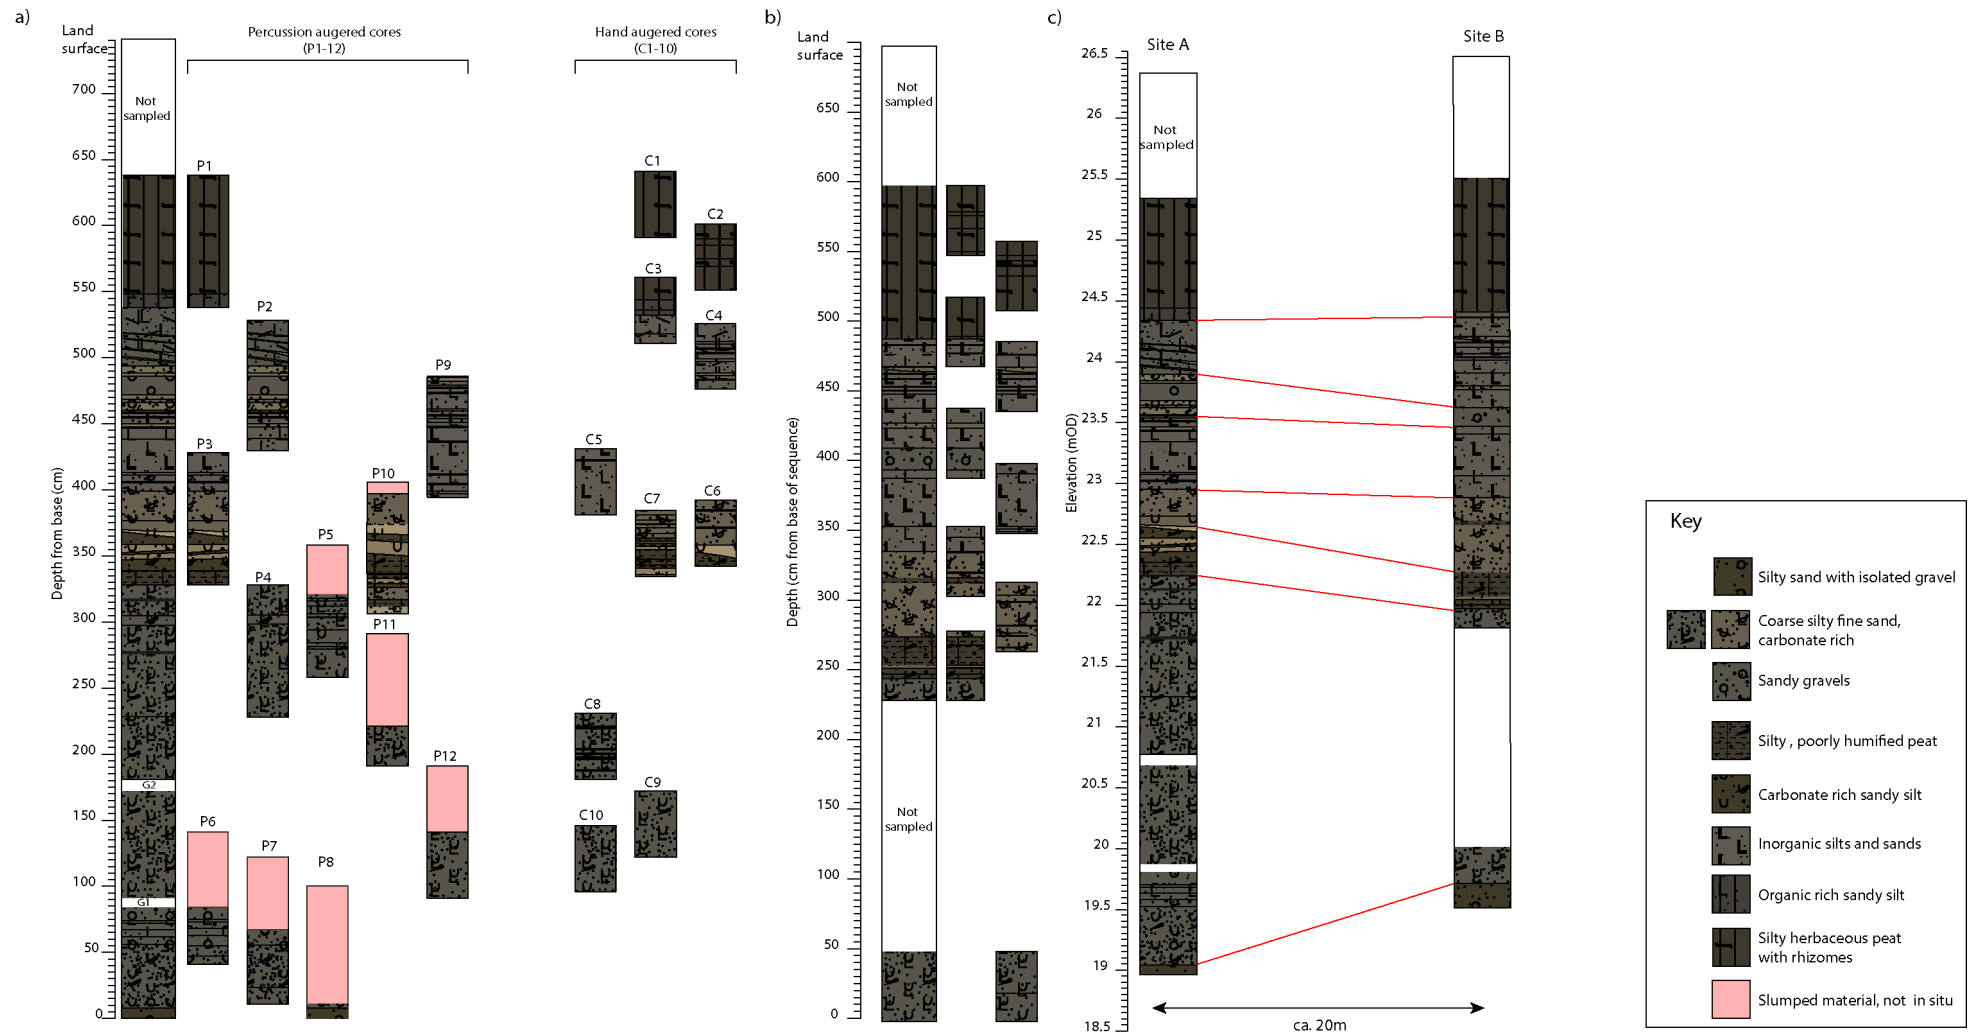 a)
Land
surface
Percussion augered cores
(P1-12)
Hand augered cores
(C1-10)
Depth from base (cm)
700
650
600
550
500
450
400
350
300
250
200
150
100
50
0
Not
sampled
G2
G1
P1
P2
P3
P4
P5
P6
P7
P8
P9
P10
P11
P12
C1
C2
C3
C4
C5
C6
C7
C8
C9
C10
b)
Land
surface
Depth (cm from base of sequence)
650
600
550
500
450
400
350
300
250
200
150
100
50
0
Not
sampled
Not
sampled
c)
Site A
Site B
Elevation (mOD)
26.5
26
25.5
25
24.5
24
23.5
23
22.5
22
21.5
21
20.5
20
19.5
19
18.5
Not
sampled
ca. 20m
Key
Silty sand with isolated gravel
Coarse silty fine sand,
carbonate rich
Sandy gravels
Silty , poorly humified peat
Carbonate rich sandy silt
Inorganic silts and sands
Organic rich sandy silt
Silty herbaceous peat
with rhizomes
Slumped material, not in situ